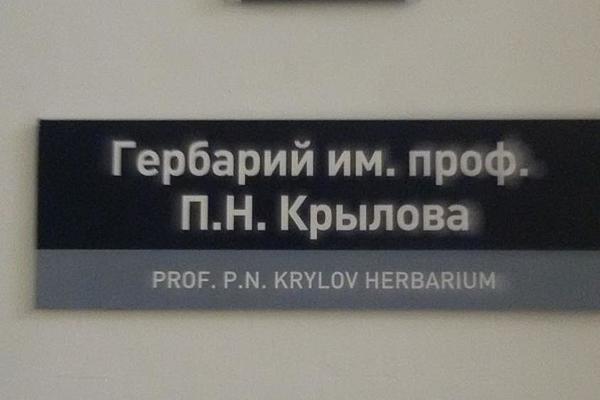 Гербарий им. проф.
П.Н. Крылова
PROF. P.N. KRYLOV HERBARIUM